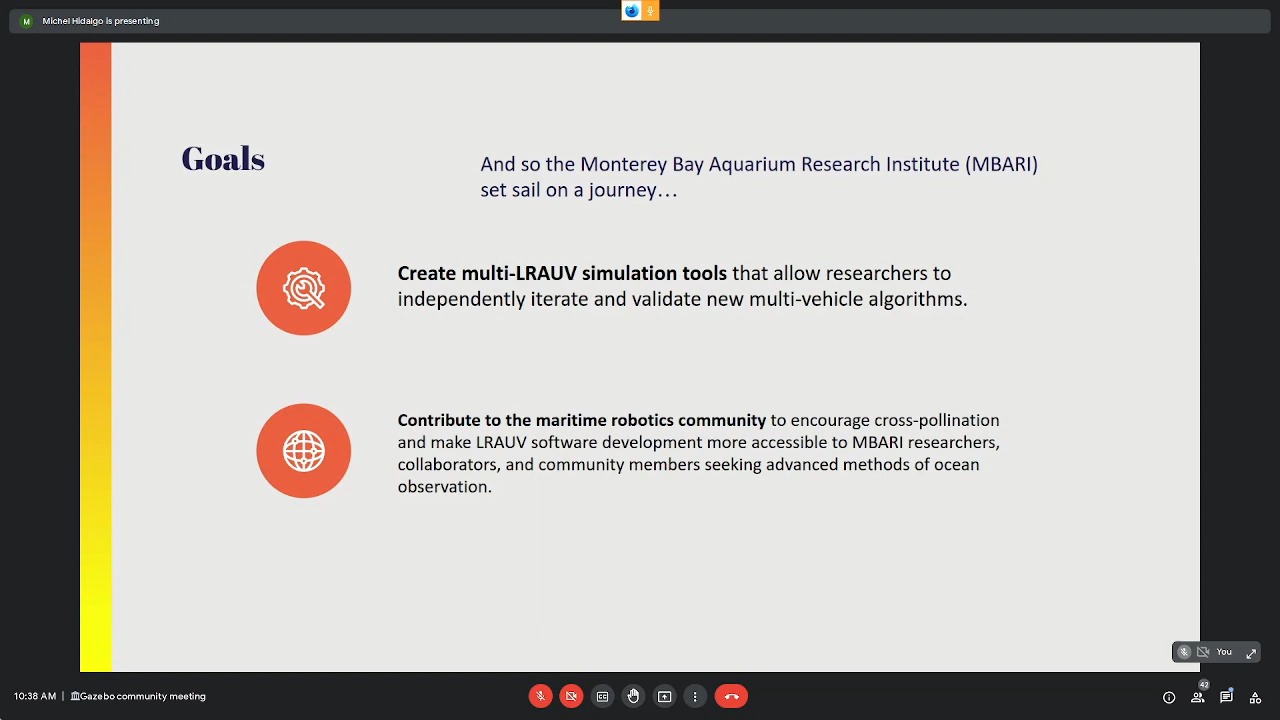 M Michel Hidalgo is presenting
Goals
And so the Monterey Bay Aquarium Research Institute (MBARI)
set sail on a journey…
Create multi-LRAUV simulation tools that allow researchers to
independently iterate and validate new multi-vehicle algorithms.
Contribute to the maritime robotics community to encourage cross-pollination
and make LRAUV software development more accessible to MBARI researchers,
collaborators, and community members seeking advanced methods of ocean
observation.
You
10:38 AM | 🏛Gazebo community meeting
CC
42